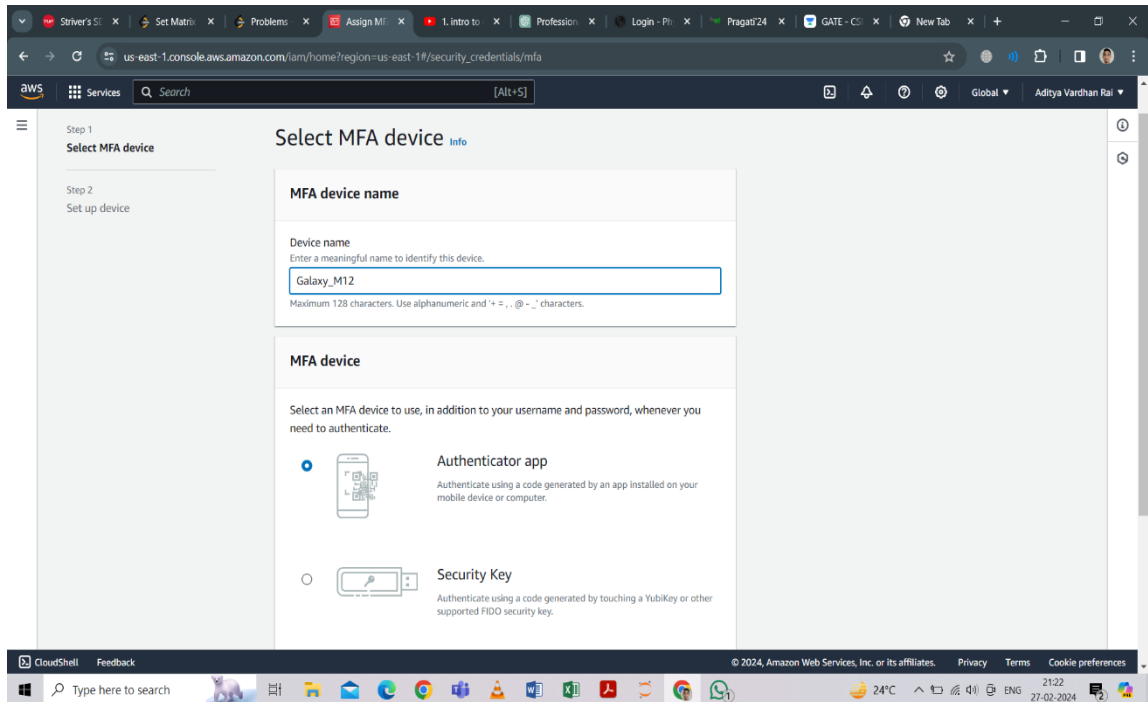 Striver's SD
Set Matrix
Problems
Assign MF
1. intro to
Profession
Login - Ph
Pragati'24
GATE - CS
New Tab
us-east-1.console.aws.amazon.com/iam/home?region=us-east-1#/security_credentials/mfa
aws
Services
Search
[Alt+S]
Global
Aditya Vardhan Rai
Step 1
Select MFA device
Step 2
Set up device
Select MFA device Info
MFA device name
Device name
Enter a meaningful name to identify this device.
Galaxy_M12
Maximum 128 characters. Use alphanumeric and '+ = , . @ - _' characters.
MFA device
Select an MFA device to use, in addition to your username and password, whenever you
need to authenticate.
Authenticator app
Authenticate using a code generated by an app installed on your
mobile device or computer.
Security Key
Authenticate using a code generated by touching a YubiKey or other
supported FIDO security key.
CloudShell Feedback
© 2024, Amazon Web Services, Inc. or its affiliates. Privacy Terms Cookie preferences
Type here to search
24°C
ENG
21:22
27-02-2024